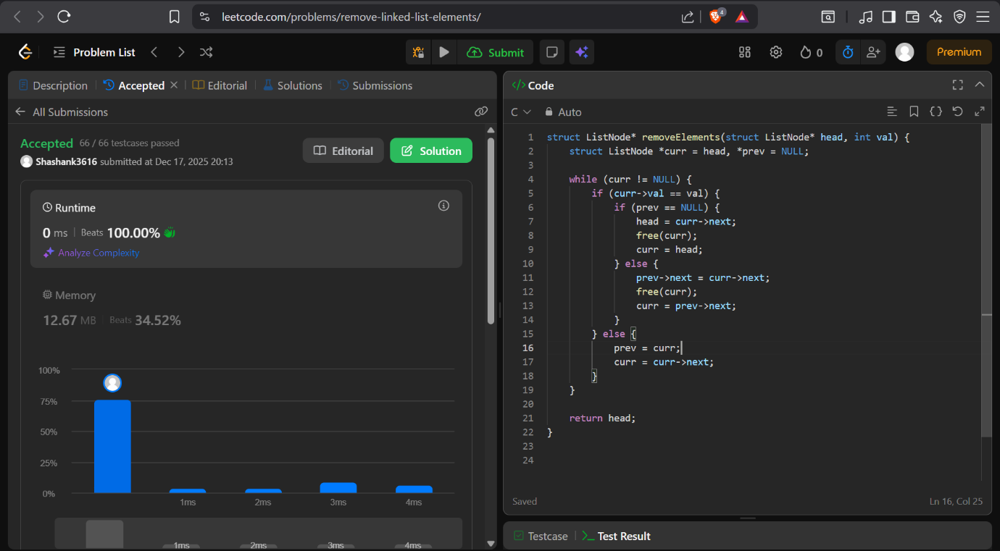 leetcode.com/problems/remove-linked-list-elements/
4
Problem List
Submit
0
Premium
Description
Accepted
Editorial
Solutions
Submissions
All Submissions
Accepted 66 / 66 testcases passed
Shashank3616 submitted at Dec 17, 2025 20:13
Editorial
Solution
Runtime
0 ms Beats 100.00%
Analyze Complexity
Memory
12.67 MB Beats 34.52%
100%
75%
50%
25%
0%
1ms 2ms 3ms 4ms
1ms 2ms 3ms 4ms
</> Code
C Auto
1 struct ListNode* removeElements(struct ListNode* head, int val) {
2 struct ListNode *curr = head, *prev = NULL;
3
4 while (curr != NULL) {
5 if (curr->val == val) {
6 if (prev == NULL) {
7 head = curr->next;
8 free(curr);
9 curr = head;
10 } else {
11 prev->next = curr->next;
12 free(curr);
13 curr = prev->next;
14 }
15 } else {
16 prev = curr;
17 curr = curr->next;
18 }
19 }
20
21 return head;
22 }
23
24
Saved
Ln 16, Col 25
Testcase
>_ Test Result